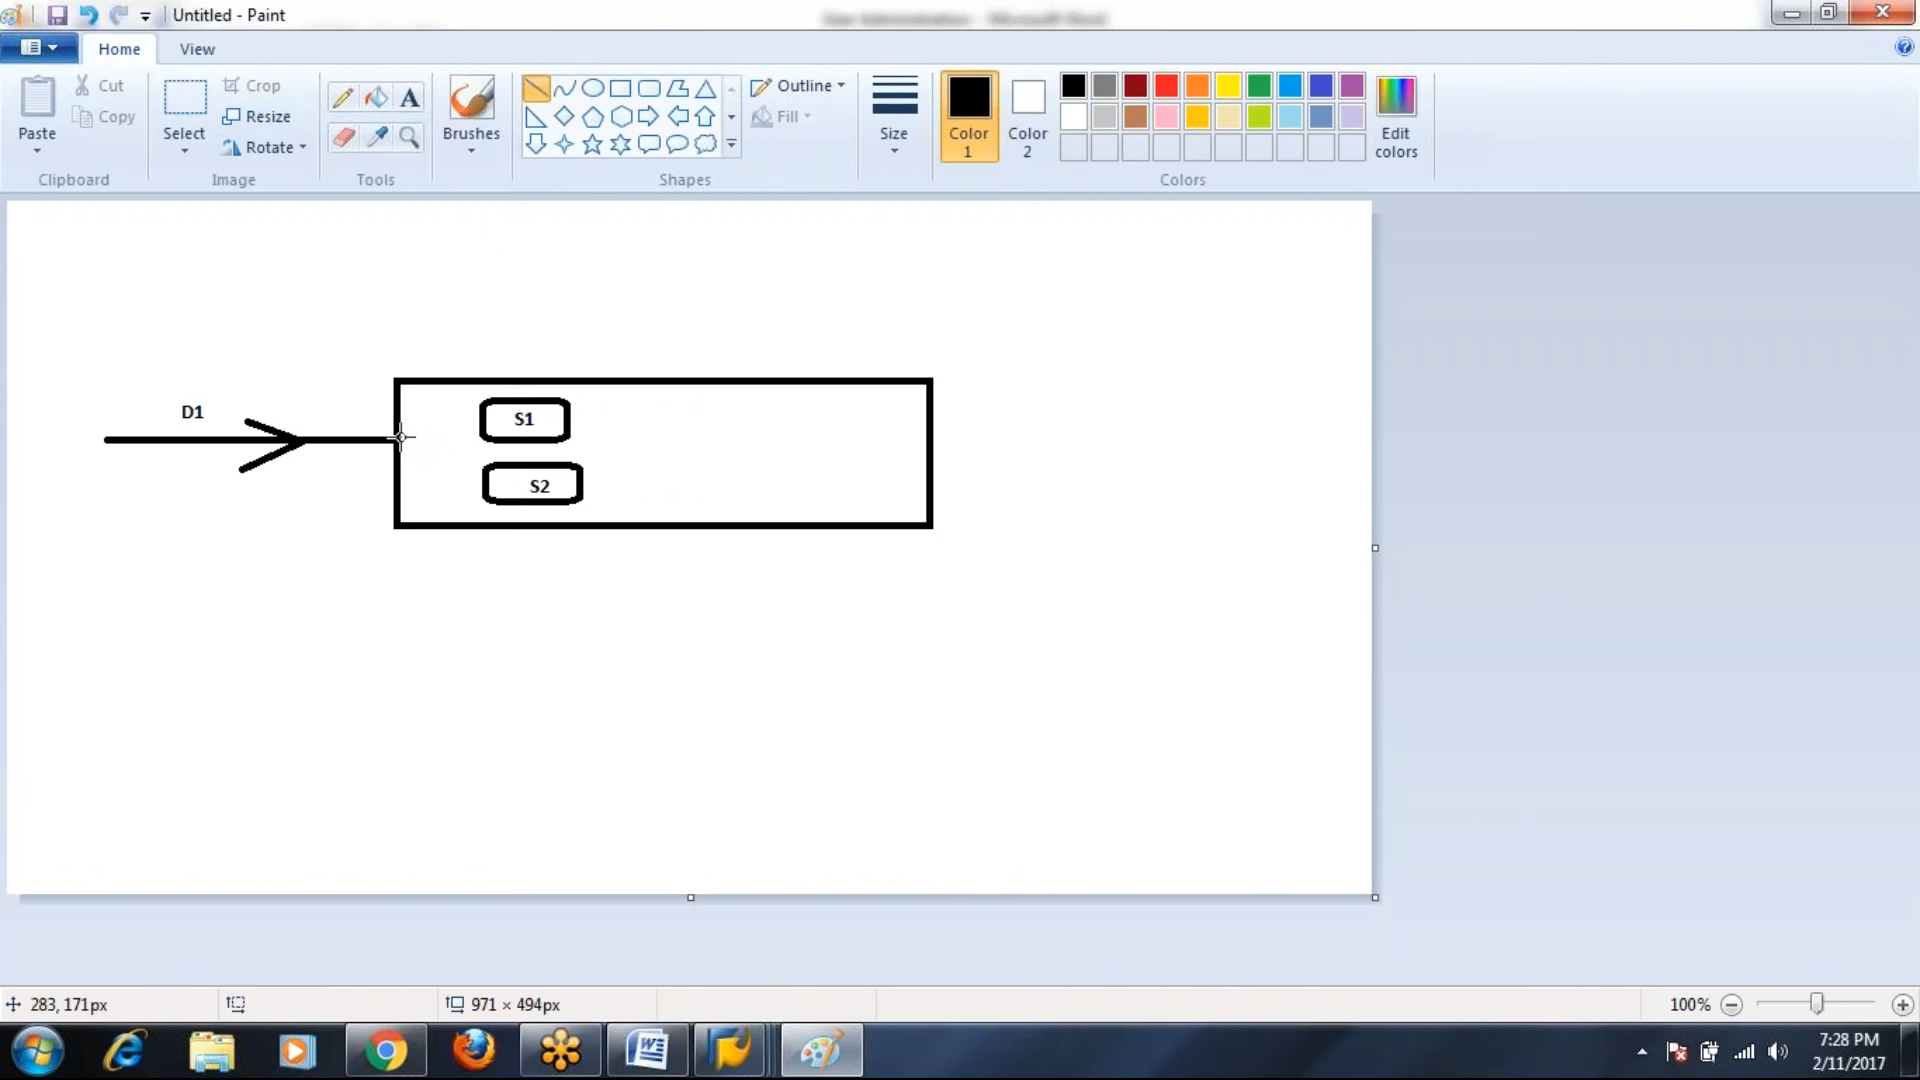 Untitled - Paint
Home View
Paste
Cut
Copy
Clipboard
Select
Crop
Resize
Rotate
Image
A
Tools
Brushes
Shapes
Outline
Fill
Size
Color 1
Color 2
Edit colors
Colors
D1
S1
S2
283, 171px
971 × 494px
100%
7:28 PM
2/11/2017